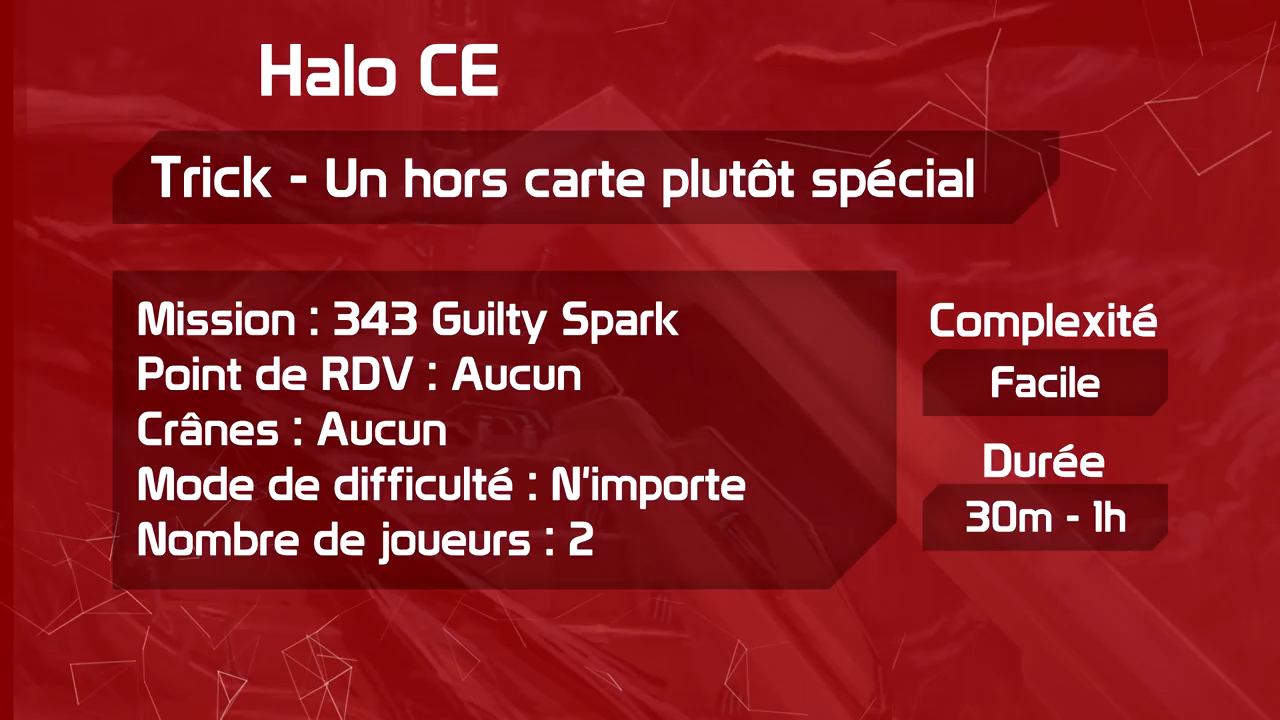 Halo CE
Trick - Un hors carte plutôt spécial
Mission : 343 Guilty Spark
Point de RDV : Aucun
Crânes : Aucun
Mode de difficulté : N'importe
Nombre de joueurs : 2
Complexité
Facile
Durée
30m - 1h